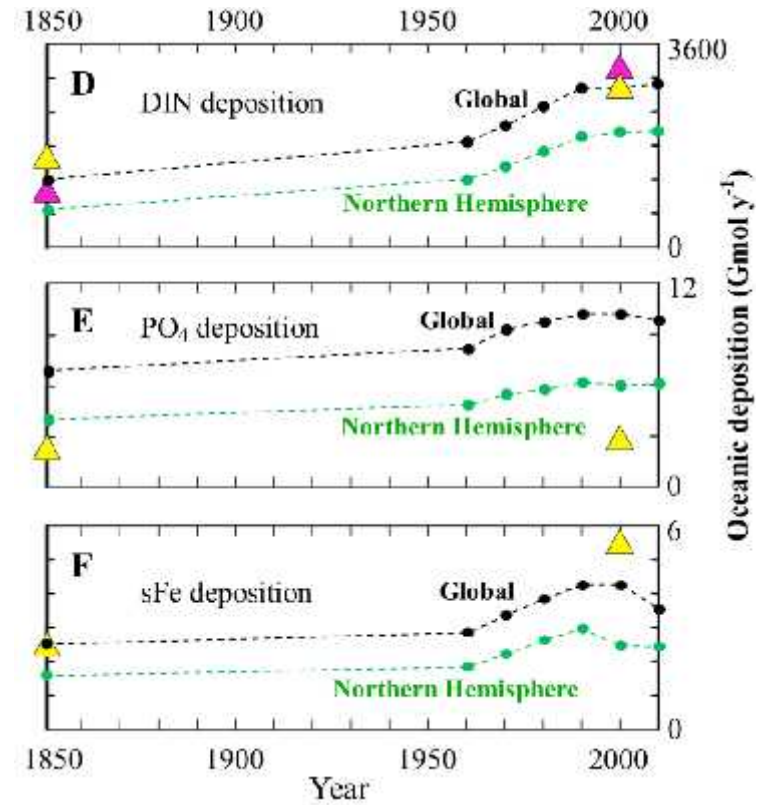 1850 1900 1950 2000
3600
D
DIN deposition
Global
Northern Hemisphere
0
12
E
PO₄ deposition
Global
Northern Hemisphere
0
6
F
sFe deposition
Global
Northern Hemisphere
0
1850 1900 1950 2000
Year
Oceanic deposition (Gmol y⁻¹)